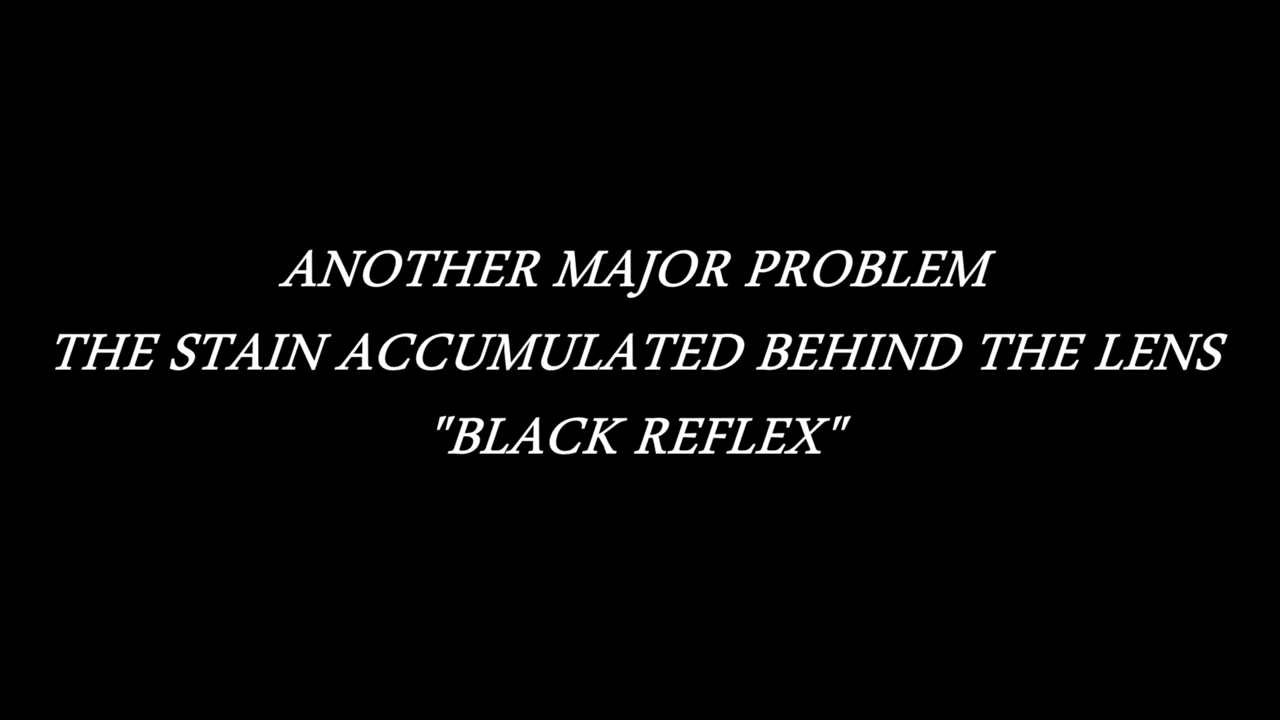 ANOTHER MAJOR PROBLEM
THE STAIN ACCUMULATED BEHIND THE LENS
"BLACK REFLEX"